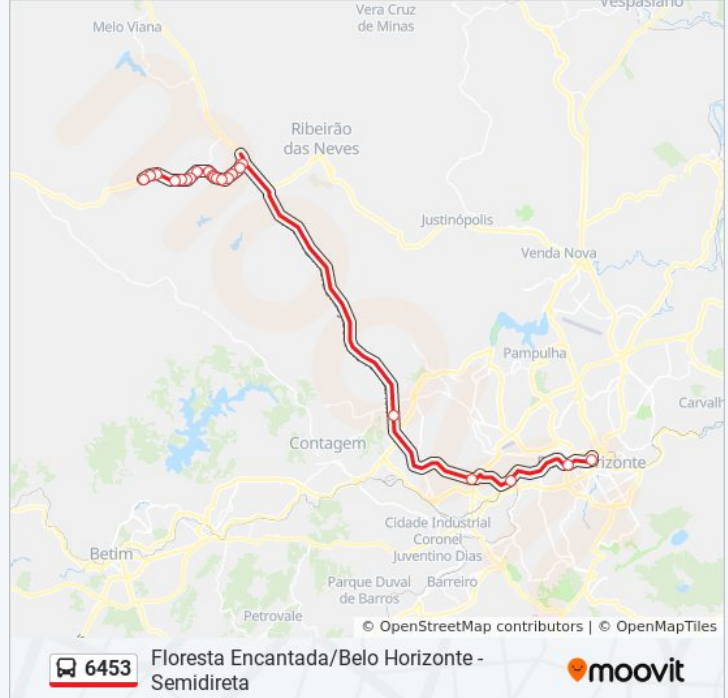 Vespasiano
Vera Cruz
de Minas
Melo Viana
Ribeirão
das Neves
Justinópolis
Venda Nova
Pampulha
Carvalh
Contagem
rizonte
Cidade Industrial
Coronel
Juventino Dias
Betim
Parque Duval
de Barros
Barreiro
Petrovale
© OpenStreetMap contributors | © OpenMapTiles
6453
Floresta Encantada/Belo Horizonte -
Semidireta
moovit